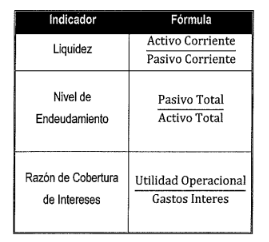 Indicador Fórmula
Liquidez
Activo Corriente
Pasivo Corriente
Nivel de
Endeudamiento
Pasivo Total
Activo Total
Razón de Cobertura
de Intereses
Utilidad Operacional
Gastos Interes